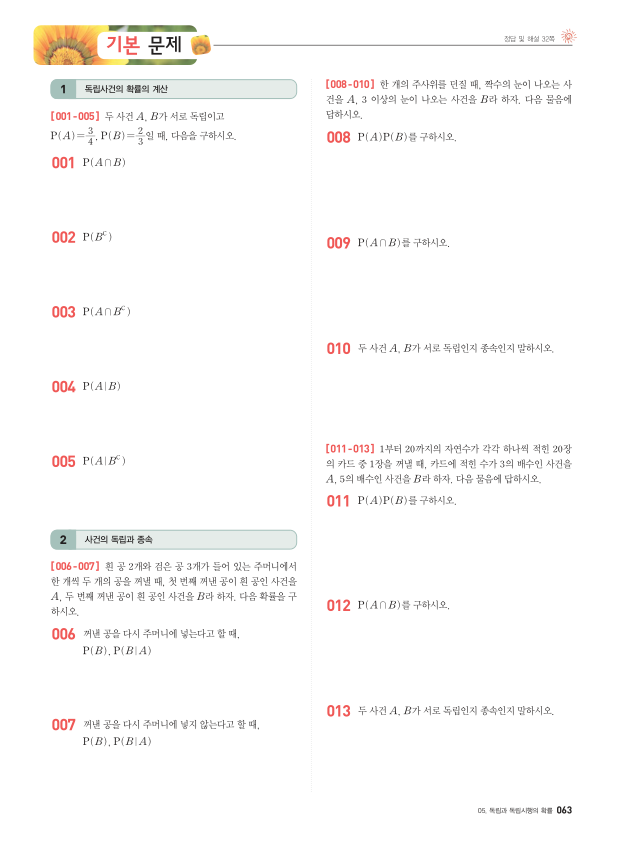 기본 문제
정답 및 해설 32쪽
1 독립사건의 확률의 계산
[001-005] 두 사건 A, B가 서로 독립이고
P(A)=3/4, P(B)=2/3일 때, 다음을 구하시오.
001 P(A∩B)
002 P(Bᶜ)
003 P(A∩Bᶜ)
004 P(A|B)
005 P(A|Bᶜ)
2 사건의 독립과 종속
[006-007] 흰 공 2개와 검은 공 3개가 들어 있는 주머니에서
한 개씩 두 개의 공을 꺼낼 때, 첫 번째 꺼낸 공이 흰 공인 사건을
A, 두 번째 꺼낸 공이 흰 공인 사건을 B라 하자. 다음 확률을 구
하시오.
006 꺼낸 공을 다시 주머니에 넣는다고 할 때,
P(B), P(B|A)
007 꺼낸 공을 다시 주머니에 넣지 않는다고 할 때,
P(B), P(B|A)
[008-010] 한 개의 주사위를 던질 때, 짝수의 눈이 나오는 사
건을 A, 3 이상의 눈이 나오는 사건을 B라 하자. 다음 물음에
답하시오.
008 P(A)P(B)를 구하시오.
009 P(A∩B)를 구하시오.
010 두 사건 A, B가 서로 독립인지 종속인지 말하시오.
[011-013] 1부터 20까지의 자연수가 각각 하나씩 적힌 20장
의 카드 중 1장을 꺼낼 때, 카드에 적힌 수가 3의 배수인 사건을
A, 5의 배수인 사건을 B라 하자. 다음 물음에 답하시오.
011 P(A)P(B)를 구하시오.
012 P(A∩B)를 구하시오.
013 두 사건 A, B가 서로 독립인지 종속인지 말하시오.
05. 독립과 독립시행의 확률 063